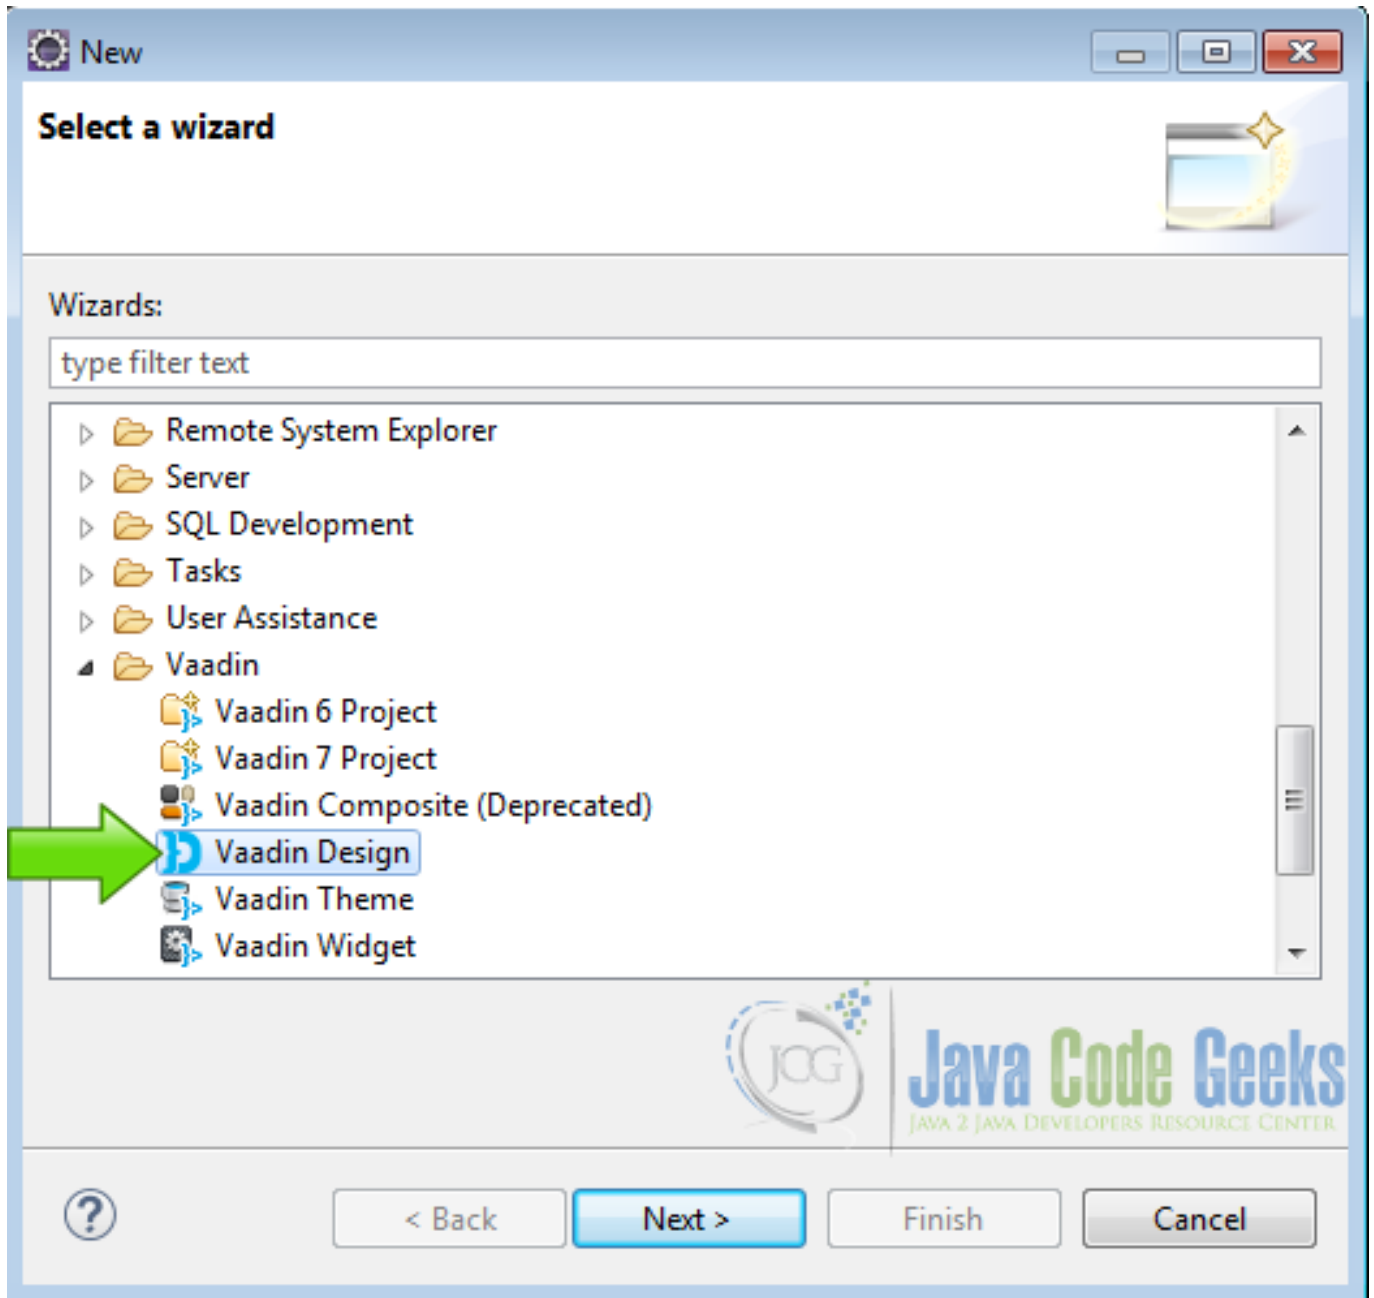 New
Select a wizard
Wizards:
type filter text
Remote System Explorer
Server
SQL Development
Tasks
User Assistance
Vaadin
Vaadin 6 Project
Vaadin 7 Project
Vaadin Composite (Deprecated)
Vaadin Design
Vaadin Theme
Vaadin Widget
JCG
Java Code Geeks
JAVA 2 JAVA DEVELOPERS RESOURCE CENTER
?
< Back
Next >
Finish
Cancel